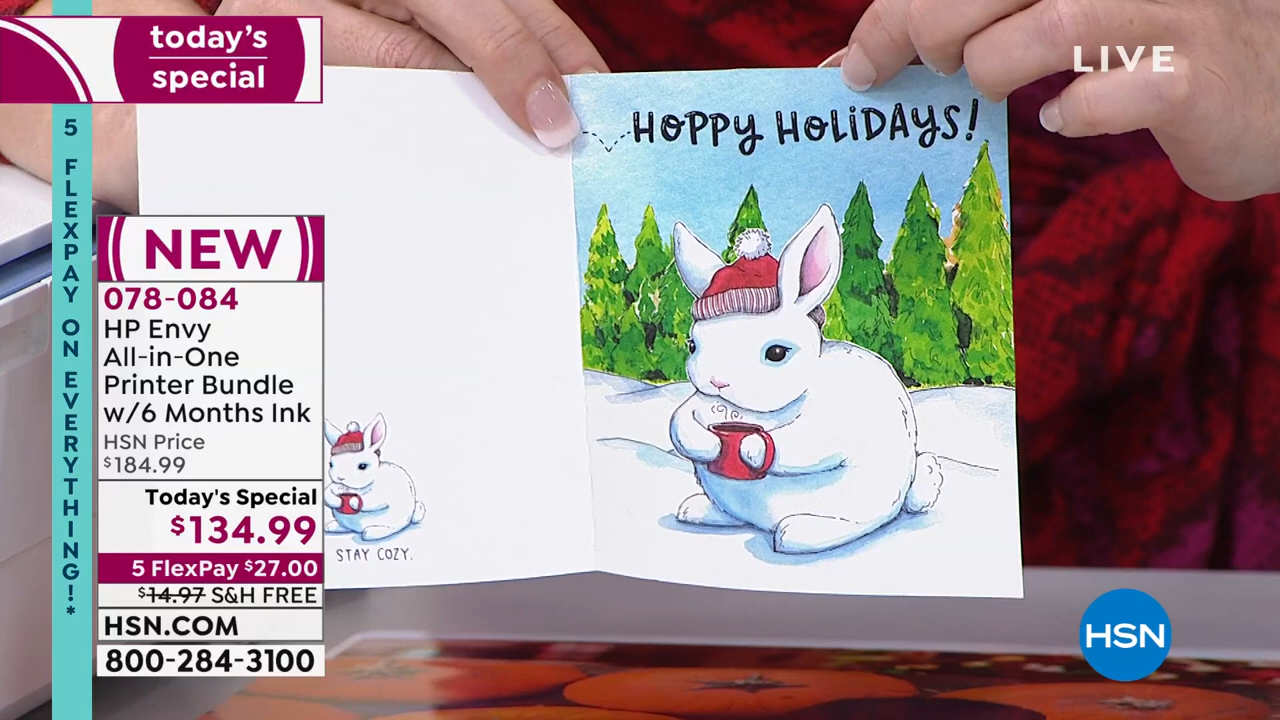 today's
special
LIVE
5 FLEXPAY ON EVERYTHING!*
NEW
078-084
HP Envy
All-in-One
Printer Bundle
w/6 Months Ink
HSN Price
$184.99
Today's Special
$134.99
5 FlexPay $27.00
$14.97 S&H FREE
HSN.COM
800-284-3100
HOPPY HOLiDAYS!
STAY COZY.
HSN